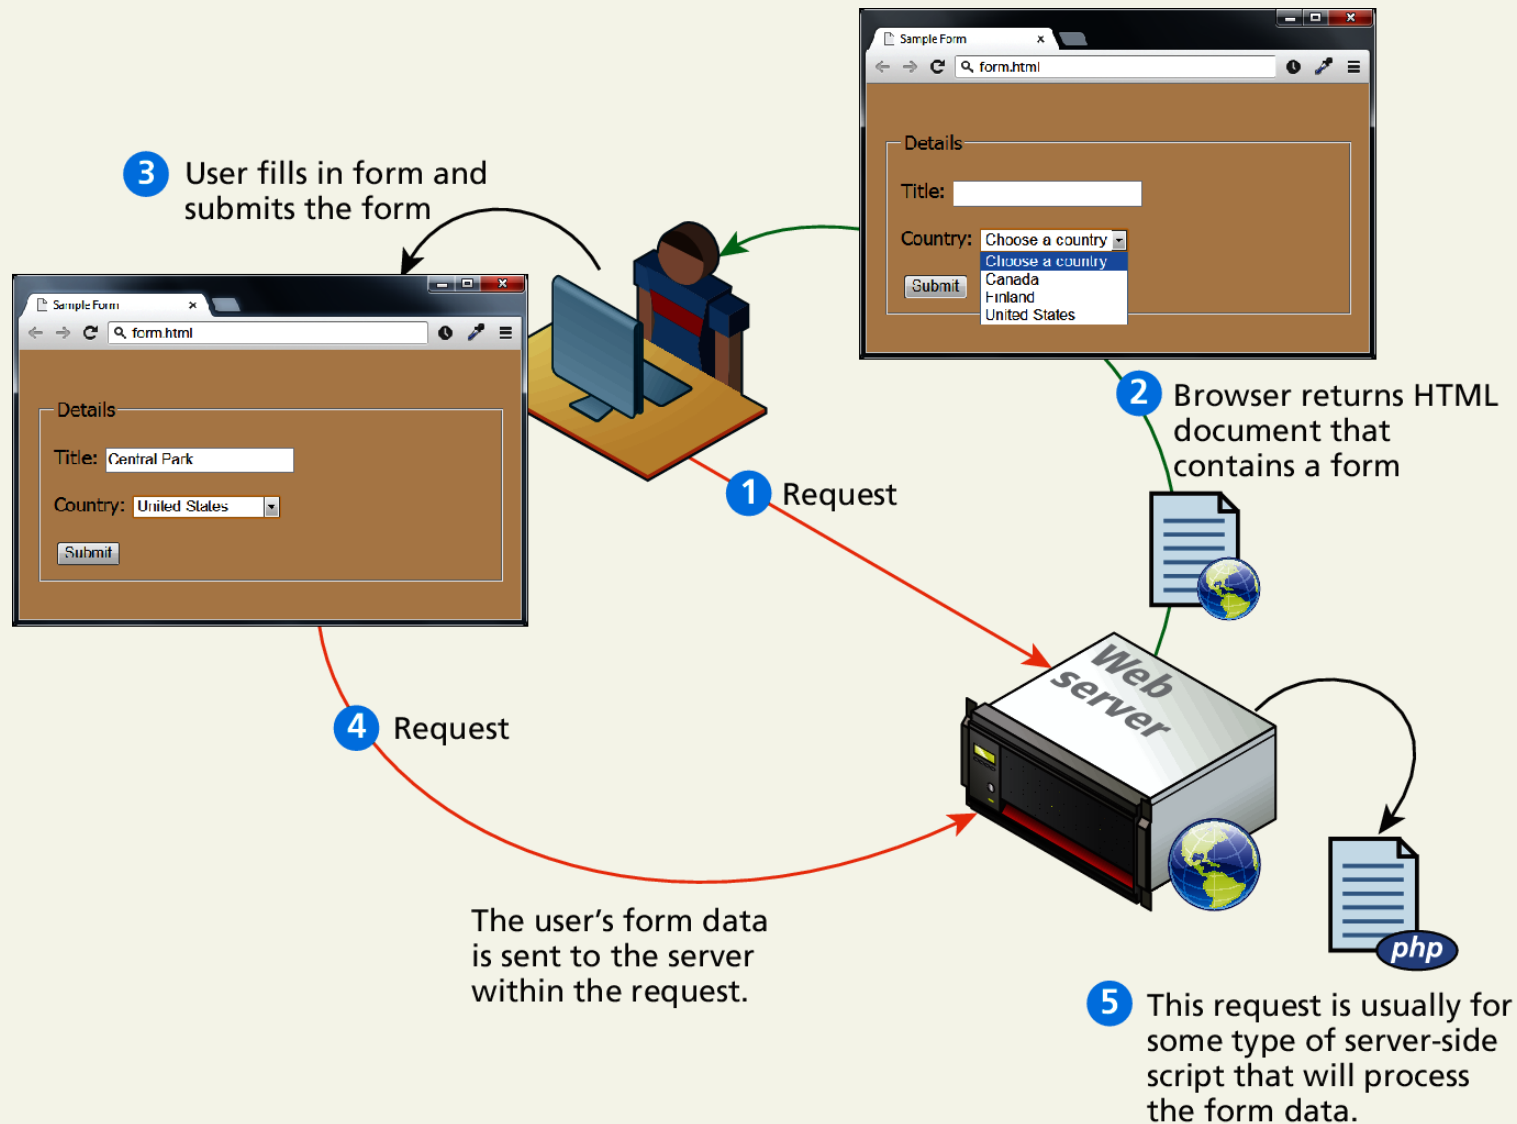 Sample Form
form.html
Details
Title:
Country: Choose a country
Choose a country
Canada
Finland
United States
Submit
3 User fills in form and
submits the form
Sample Form
form.html
Details
Title: Central Park
Country: United States
Submit
2 Browser returns HTML
document that
contains a form
1 Request
Web
server
4 Request
The user’s form data
is sent to the server
within the request.
php
5 This request is usually for
some type of server-side
script that will process
the form data.